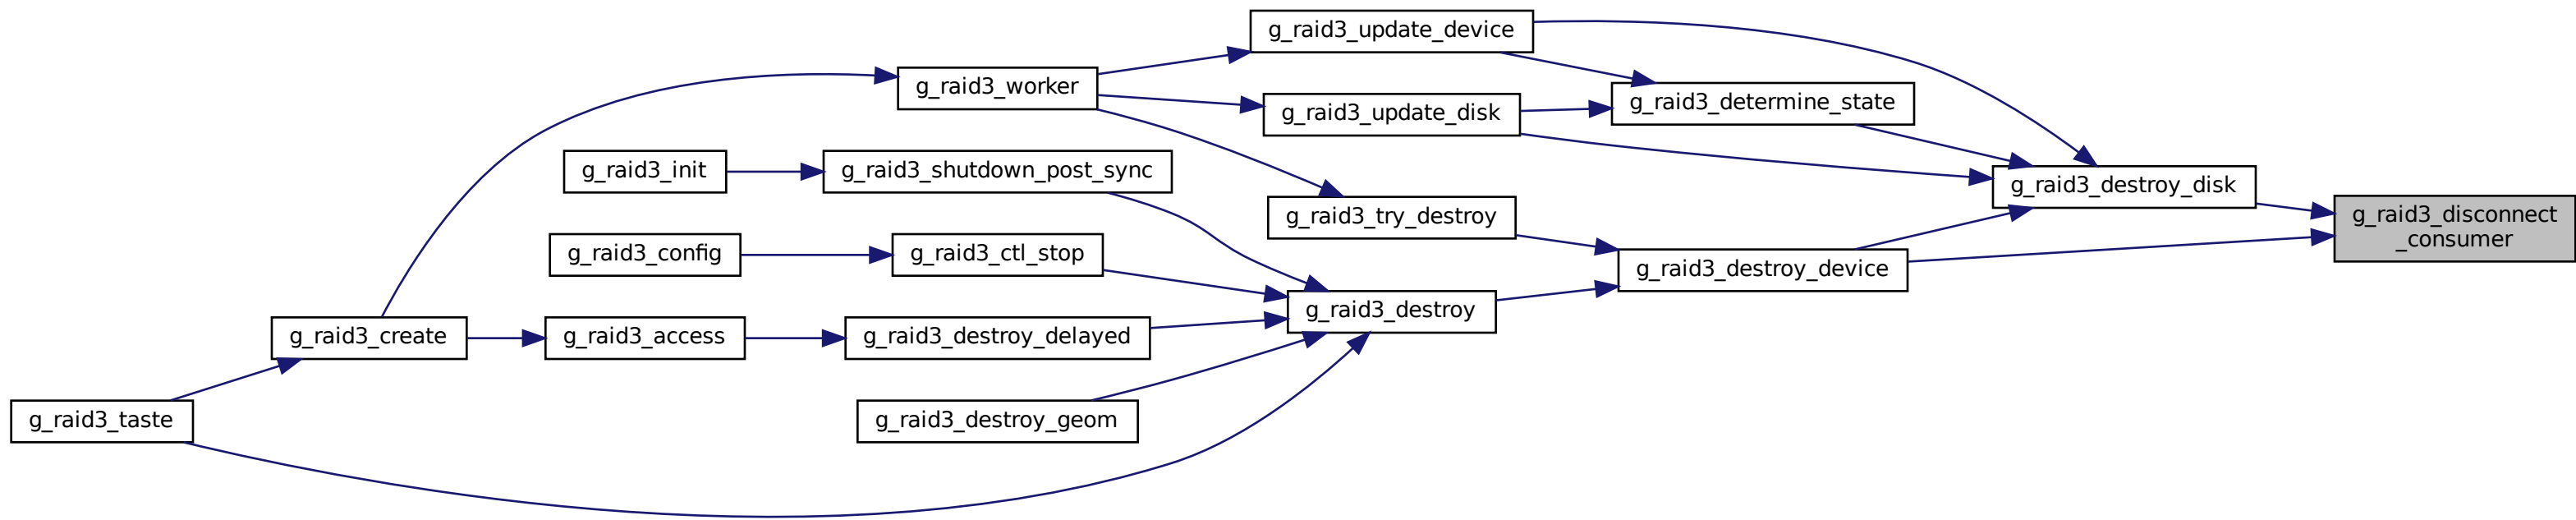 g_raid3_update_device
g_raid3_worker
g_raid3_determine_state
g_raid3_update_disk
g_raid3_init
g_raid3_shutdown_post_sync
g_raid3_destroy_disk
g_raid3_disconnect
_consumer
g_raid3_try_destroy
g_raid3_config
g_raid3_ctl_stop
g_raid3_destroy_device
g_raid3_destroy
g_raid3_create
g_raid3_access
g_raid3_destroy_delayed
g_raid3_taste
g_raid3_destroy_geom